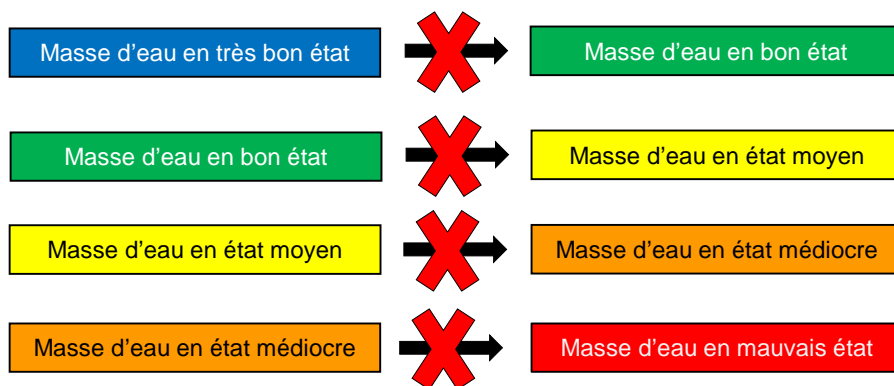 Masse d'eau en très bon état
Masse d'eau en bon état
Masse d'eau en bon état
Masse d'eau en état moyen
Masse d'eau en état moyen
Masse d'eau en état médiocre
Masse d'eau en état médiocre
Masse d'eau en mauvais état